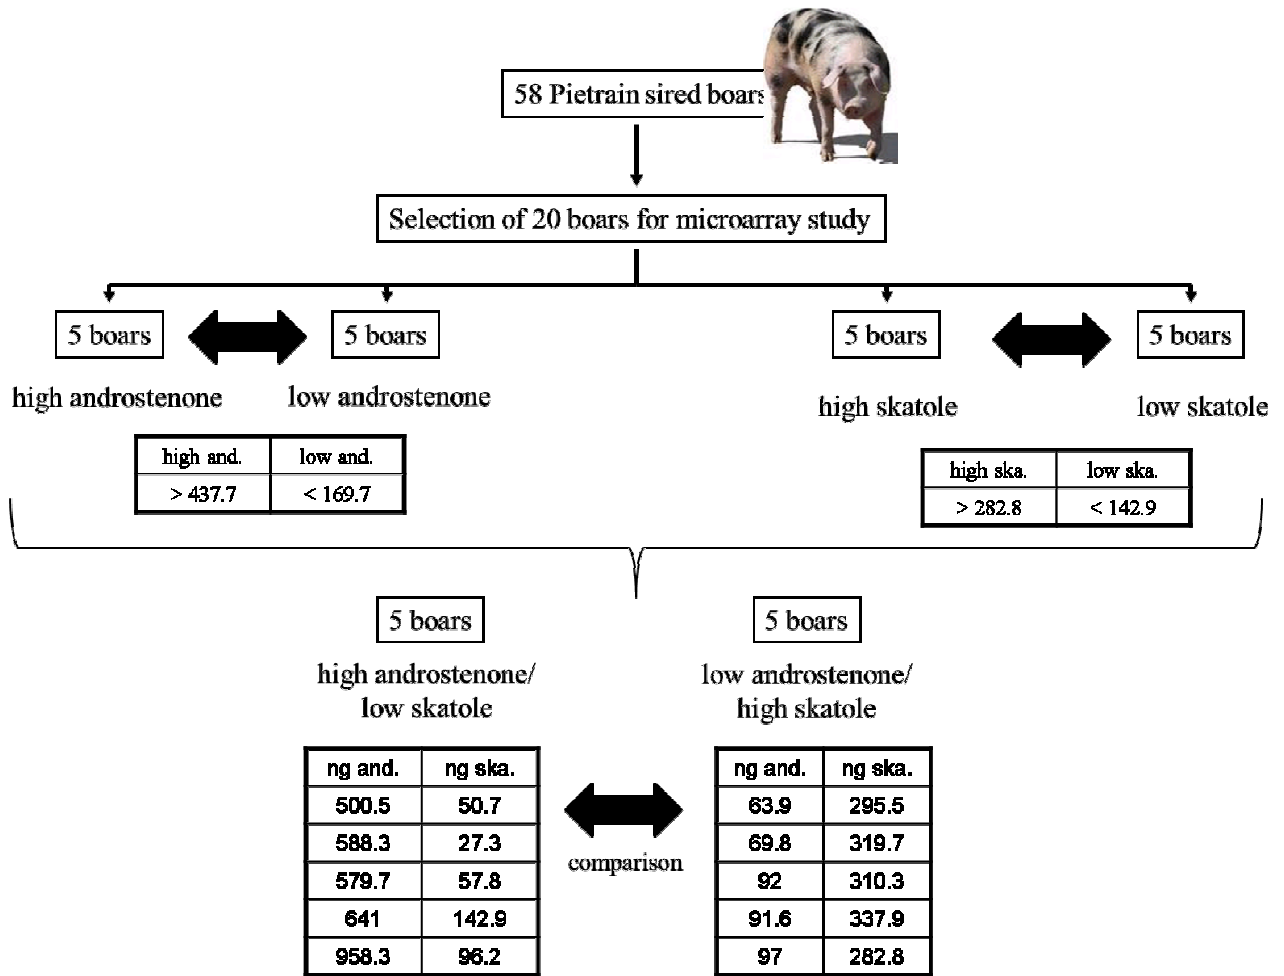 58 Pietrain sired boars
Selection of 20 boars for microarray study
5 boars
5 boars
5 boars
5 boars
high androstenone
low androstenone
high skatole
low skatole
high and. low and.
> 437.7 < 169.7
high ska. low ska.
> 282.8 < 142.9
5 boars
high androstenone/
low skatole
5 boars
low androstenone/
high skatole
ng and. ng ska.
500.5 50.7
588.3 27.3
579.7 57.8
641 142.9
958.3 96.2
comparison
ng and. ng ska.
63.9 295.5
69.8 319.7
92 310.3
91.6 337.9
97 282.8